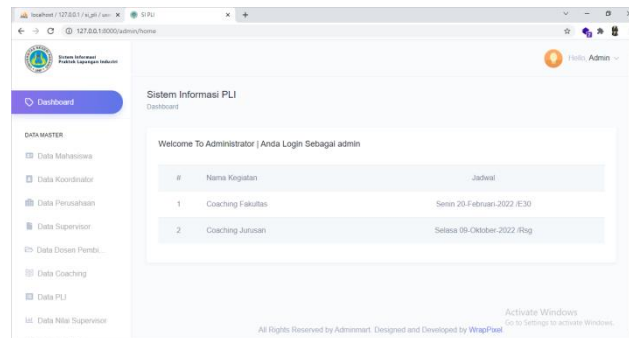 localhost / 127.0.0.1 / si_pli / use
SI PLI
127.0.0.1:8000/admin/home
Sistem Informasi
Praktek Lapangan Industri
Hello, Admin
Dashboard
Sistem Informasi PLI
Dashboard
DATA MASTER
Data Mahasiswa
Data Koordinator
Data Perusahaan
Data Supervisor
Data Dosen Pembi...
Data Coaching
Data PLI
Data Nilai Supervisor
Welcome To Administrator | Anda Login Sebagai admin
# Nama Kegiatan Jadwal
1 Coaching Fakultas Senin 20-Februari-2022 /E30
2 Coaching Jurusan Selasa 09-Oktober-2022 /Rsg
Activate Windows
Go to Settings to activate Windows.
All Rights Reserved by Adminmart. Designed and Developed by WrapPixel.